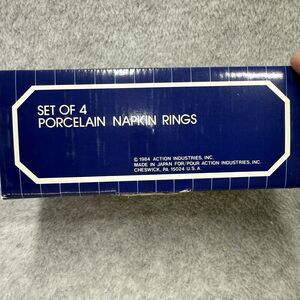 SET OF 4
PORCELAIN NAPKIN RINGS
© 1984 ACTION INDUSTRIES, INC.
MADE IN JAPAN FOR/POUR ACTION INDUSTRIES, INC.
CHESWICK, PA 15024 U.S.A.